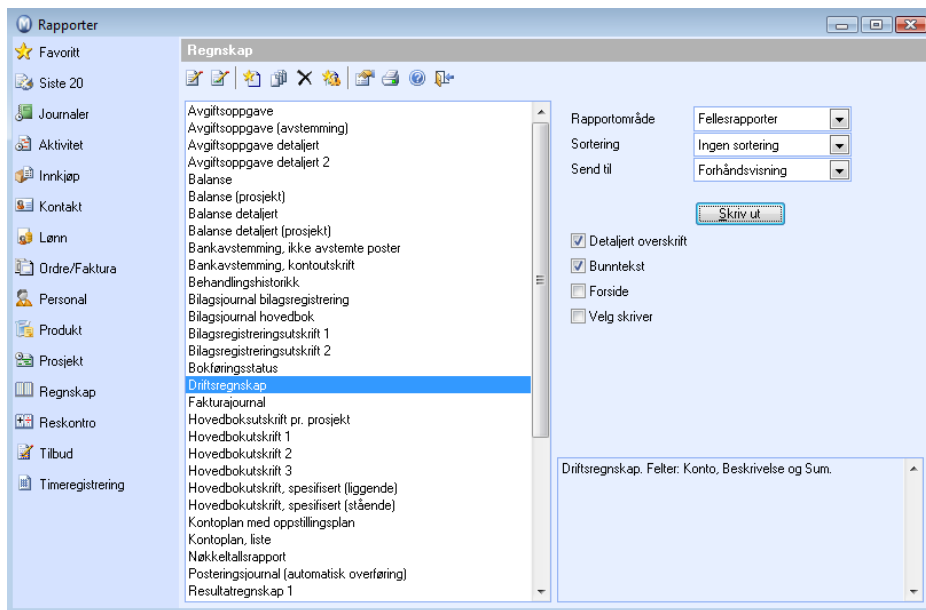 Rapporter
Favoritt
Siste 20
Journaler
Aktivitet
Innkjøp
Kontakt
Lønn
Ordre/Faktura
Personal
Produkt
Prosjekt
Regnskap
Reskontro
Tilbud
Timeregistrering
Regnskap
Avgiftsoppgave
Avgiftsoppgave (avstemming)
Avgiftsoppgave detaljert
Avgiftsoppgave detaljert 2
Balanse
Balanse (prosjekt)
Balanse detaljert
Balanse detaljert (prosjekt)
Bankavstemming, ikke avstemte poster
Bankavstemming, kontoutskrift
Behandlingshistorikk
Bilagsjournal bilagsregistrering
Bilagsjournal hovedbok
Bilagsregistreringsutskrift 1
Bilagsregistreringsutskrift 2
Bokføringsstatus
Driftsregnskap
Fakturajournal
Hovedboksutskrift pr. prosjekt
Hovedbokutskrift 1
Hovedbokutskrift 2
Hovedbokutskrift 3
Hovedbokutskrift, spesifisert (liggende)
Hovedbokutskrift, spesifisert (stående)
Kontoplan med oppstillingsplan
Kontoplan, liste
Nøkkeltallsrapport
Posteringsjournal (automatisk overføring)
Resultatregnskap 1
Rapportområde Fellesrapporter
Sortering Ingen sortering
Send til Forhåndsvisning
Skriv ut
Detaljert overskrift
Bunntekst
Forside
Velg skriver
Driftsregnskap. Felter: Konto, Beskrivelse og Sum.